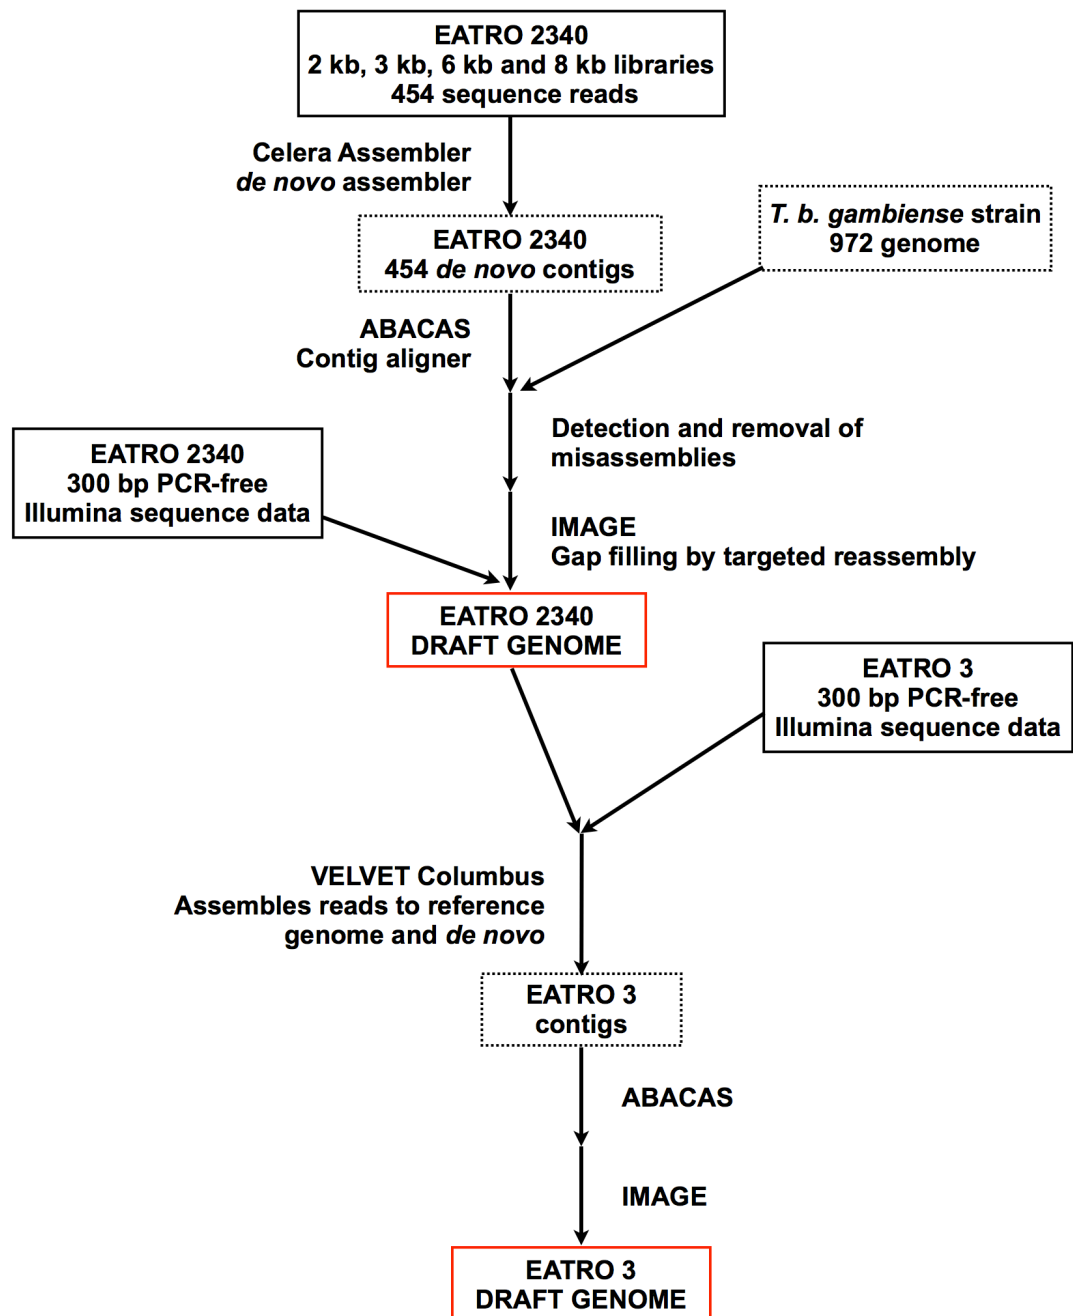 EATRO 2340
2 kb, 3 kb, 6 kb and 8 kb libraries
454 sequence reads
Celera Assembler
de novo assembler
T. b. gambiense strain
972 genome
EATRO 2340
454 de novo contigs
ABACAS
Contig aligner
Detection and removal of
misassemblies
EATRO 2340
300 bp PCR-free
Illumina sequence data
IMAGE
Gap filling by targeted reassembly
EATRO 2340
DRAFT GENOME
EATRO 3
300 bp PCR-free
Illumina sequence data
VELVET Columbus
Assembles reads to reference
genome and de novo
EATRO 3
contigs
ABACAS
IMAGE
EATRO 3
DRAFT GENOME